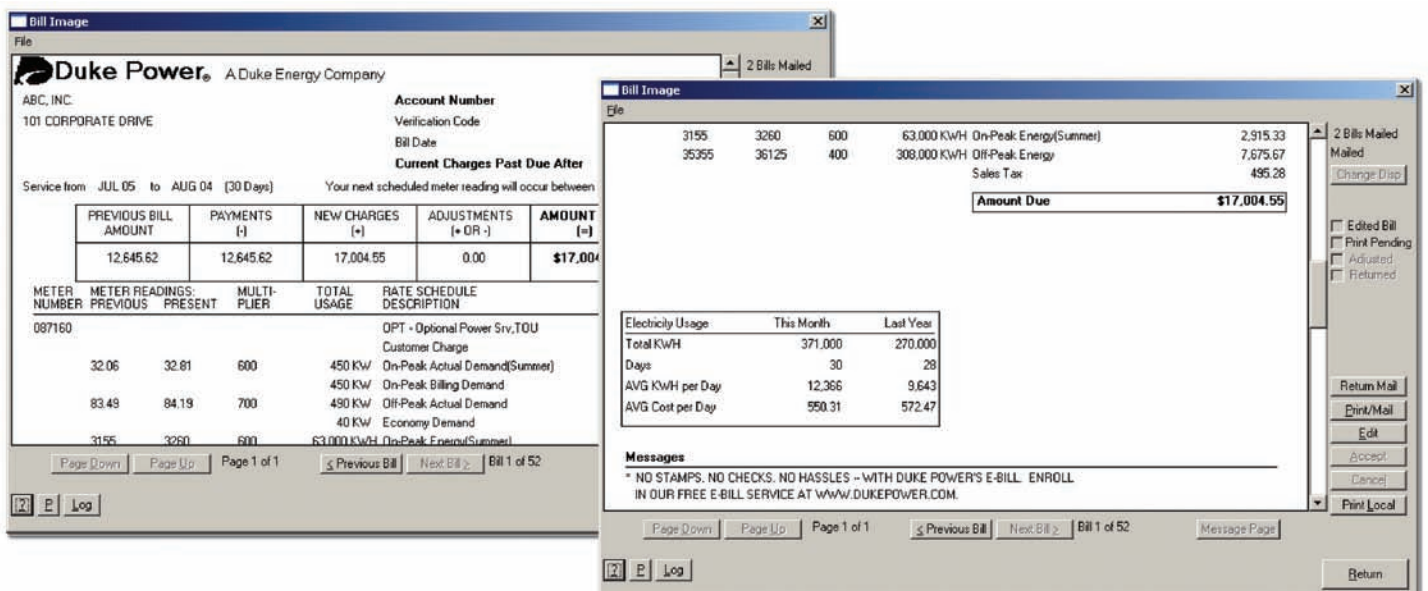 Bill Image
File
Duke Power® A Duke Energy Company
2 Bills Mailed
ABC, INC.
101 CORPORATE DRIVE
Account Number
Verification Code
Bill Date
Current Charges Past Due After
Service from JUL 05 to AUG 04 (30 Days) Your next scheduled meter reading will occur between
PREVIOUS BILL AMOUNT PAYMENTS (-) NEW CHARGES (+) ADJUSTMENTS (+ OR -) AMOUNT (=)
12,645.62 12,645.62 17,004.55 0.00 $17,004
METER METER READINGS: MULTI- TOTAL RATE SCHEDULE
NUMBER PREVIOUS PRESENT PLIER USAGE DESCRIPTION
087160 OPT - Optional Power Srv,TOU
Customer Charge
32.06 32.81 600 450 KW On-Peak Actual Demand(Summer)
450 KW On-Peak Billing Demand
83.49 84.19 700 490 KW Off-Peak Actual Demand
40 KW Economy Demand
3155 3260 600 63,000 KWH On-Peak Energy(Summer)
Page Down Page Up Page 1 of 1 < Previous Bill Next Bill > Bill 1 of 52
? P Log
Bill Image
File
3155 3260 600 63,000 KWH On-Peak Energy(Summer) 2,915.33
35355 36125 400 308,000 KWH Off-Peak Energy 7,675.67
Sales Tax 495.28
Amount Due $17,004.55
Electricity Usage This Month Last Year
Total KWH 371,000 270,000
Days 30 28
AVG KWH per Day 12,366 9,643
AVG Cost per Day 550.31 572.47
Messages
* NO STAMPS. NO CHECKS. NO HASSLES -- WITH DUKE POWER'S E-BILL. ENROLL
IN OUR FREE E-BILL SERVICE AT WWW.DUKEPOWER.COM.
2 Bills Mailed
Mailed
Change Disp
Edited Bill
Print Pending
Adjusted
Returned
Return Mail
Print/Mail
Edit
Accept
Cancel
Print Local
Page Down Page Up Page 1 of 1 < Previous Bill Next Bill > Bill 1 of 52 Message Page
? P Log
Return